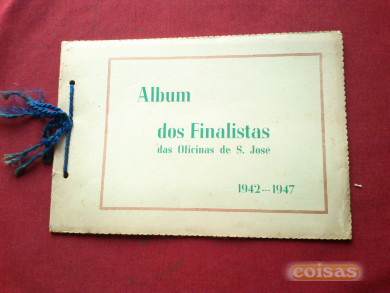 Album
dos Finalistas
das Oficinas de S. José
1942—1947
coisas